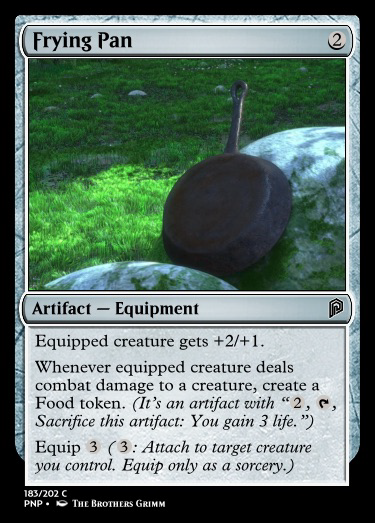 Frying Pan 2
Artifact — Equipment
Equipped creature gets +2/+1.
Whenever equipped creature deals
combat damage to a creature, create a
Food token. (It's an artifact with “2, T,
Sacrifice this artifact: You gain 3 life.”)
Equip 3 (3: Attach to target creature
you control. Equip only as a sorcery.)
183/202 C
PNP • The Brothers Grimm